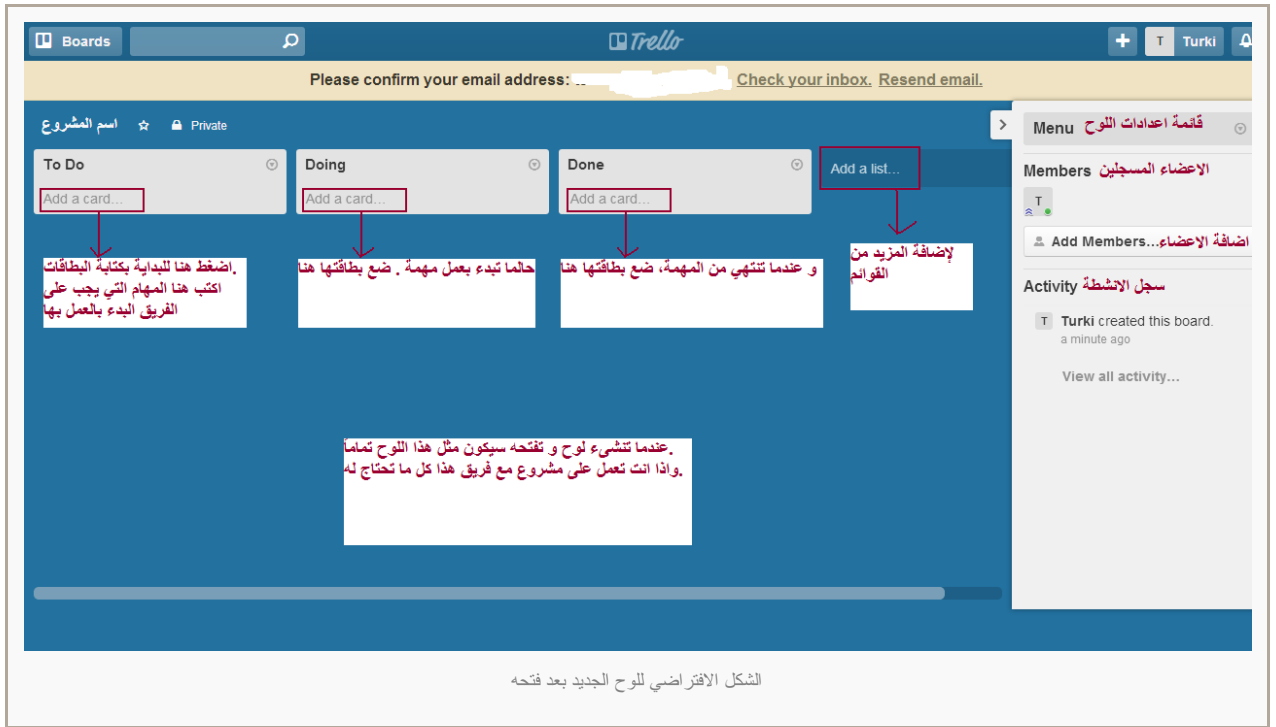 Boards
Trello
T Turki
Please confirm your email address: Check your inbox. Resend email.
اسم المشروع
Private
Menu قائمة اعدادات اللوح
To Do
Add a card...
Doing
Add a card...
Done
Add a card...
Add a list...
Members الاعضاء المسجلين
T
Add Members... اضافة الاعضاء
Activity سجل الانشطة
T Turki created this board.
a minute ago
View all activity...
اضغط هنا للبداية بكتابة البطاقات.
اكتب هنا المهام التي يجب على
الفريق البدء بالعمل بها
حالما تبدء بعمل مهمة . ضع بطاقتها هنا
و عندما تنتهي من المهمة، ضع بطاقتها هنا
لإضافة المزيد من
القوائم
عندما تنشىء لوح و تفتحه سيكون مثل هذا اللوح تماماً.
واذا انت تعمل على مشروع مع فريق هذا كل ما تحتاج له.
الشكل الافتراضي للوح الجديد بعد فتحه